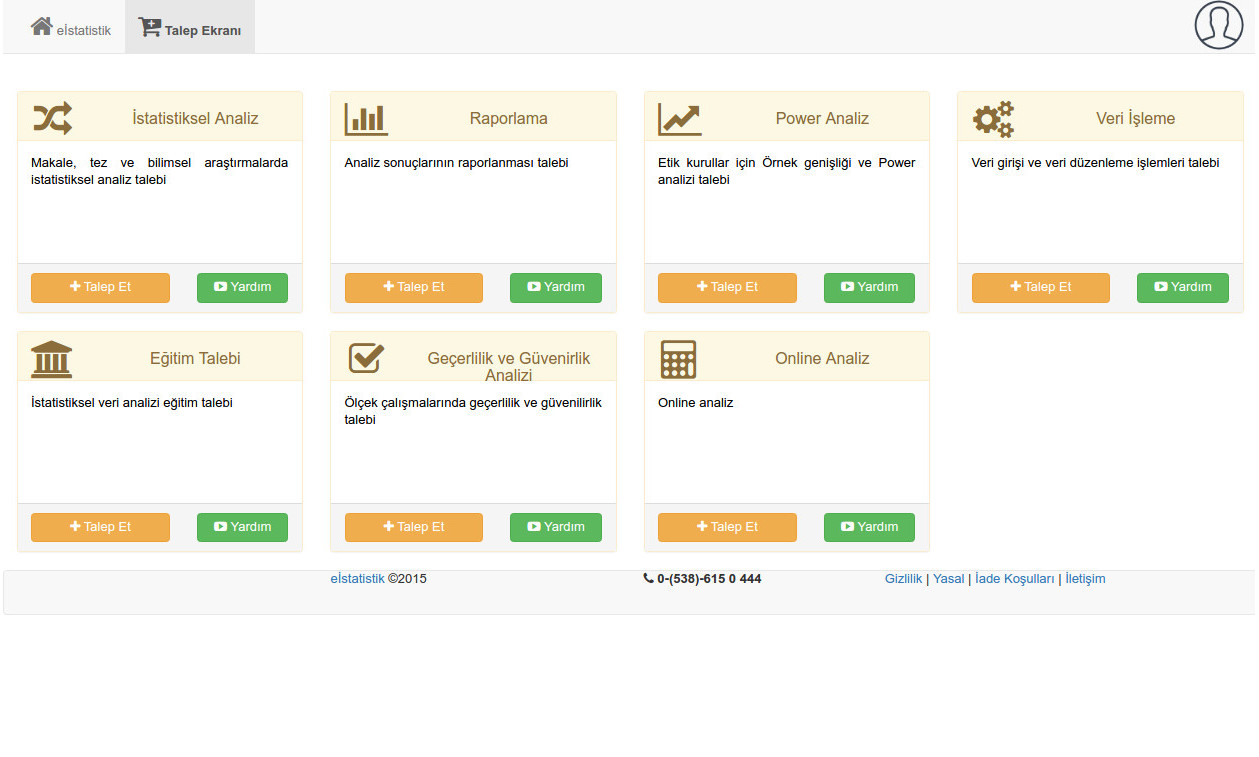 eİstatistik Talep Ekranı
İstatistiksel Analiz
Makale, tez ve bilimsel araştırmalarda
istatistiksel analiz talebi
Talep Et Yardım
Raporlama
Analiz sonuçlarının raporlanması talebi
Talep Et Yardım
Power Analiz
Etik kurullar için Örnek genişliği ve Power
analizi talebi
Talep Et Yardım
Veri İşleme
Veri girişi ve veri düzenleme işlemleri talebi
Talep Et Yardım
Eğitim Talebi
İstatistiksel veri analizi eğitim talebi
Talep Et Yardım
Geçerlilik ve Güvenirlik
Analizi
Ölçek çalışmalarında geçerlilik ve güvenilirlik
talebi
Talep Et Yardım
Online Analiz
Online analiz
Talep Et Yardım
eİstatistik ©2015 0-(538)-615 0 444 Gizlilik | Yasal | İade Koşulları | İletişim